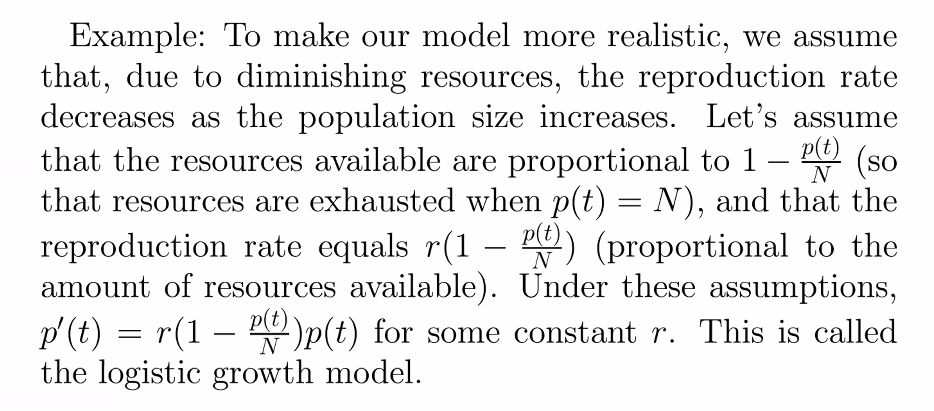 Example: To make our model more realistic, we assume
that, due to diminishing resources, the reproduction rate
decreases as the population size increases. Let's assume
that the resources available are proportional to $1 - \frac{p(t)}{N}$ (so
that resources are exhausted when $p(t) = N$), and that the
reproduction rate equals $r(1 - \frac{p(t)}{N})$ (proportional to the
amount of resources available). Under these assumptions,
$p'(t) = r(1 - \frac{p(t)}{N})p(t)$ for some constant $r$. This is called
the logistic growth model.